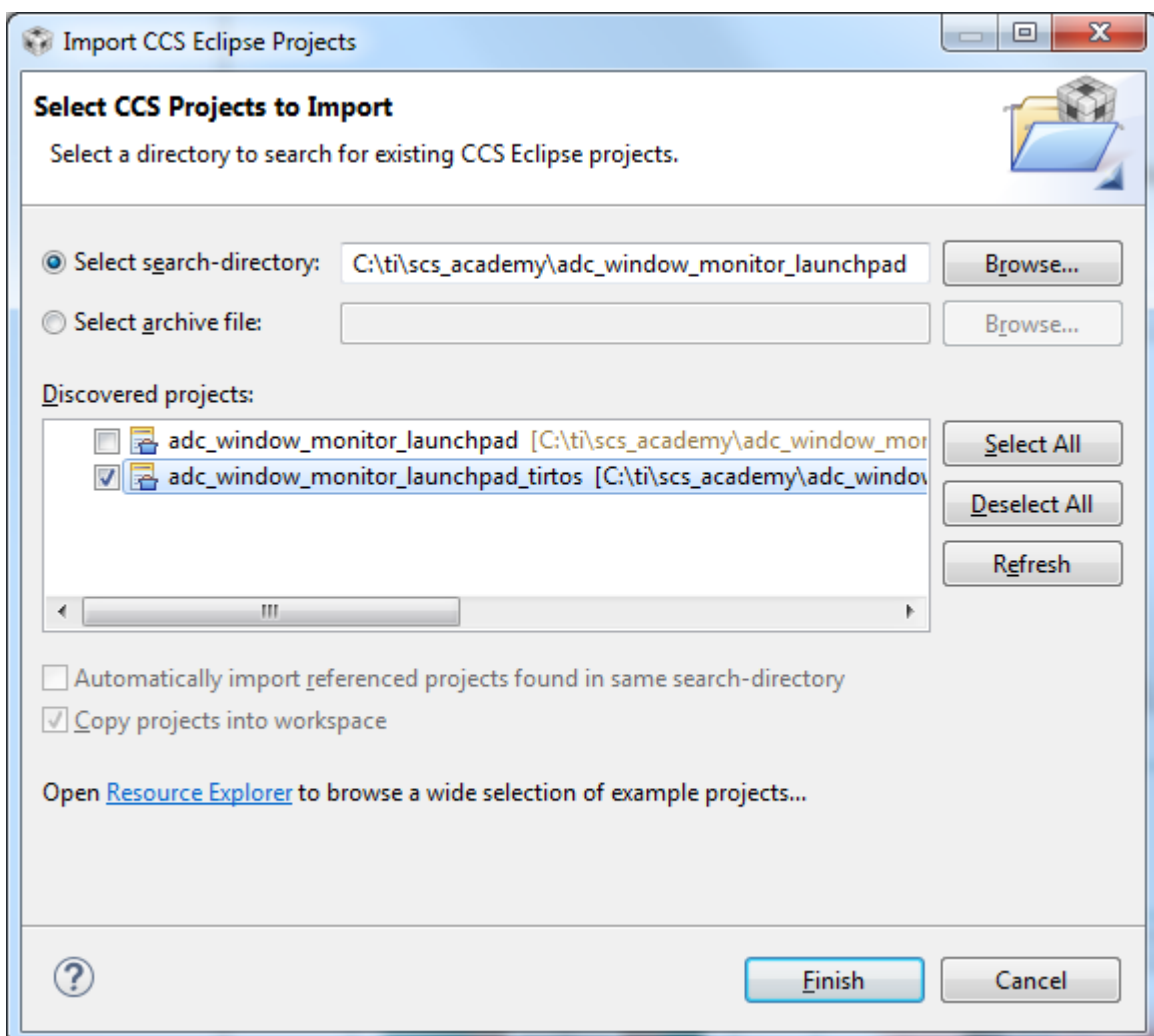 Import CCS Eclipse Projects
Select CCS Projects to Import
Select a directory to search for existing CCS Eclipse projects.
Select search-directory: C:\ti\scs_academy\adc_window_monitor_launchpad Browse...
Select archive file: Browse...
Discovered projects:
adc_window_monitor_launchpad [C:\ti\scs_academy\adc_window_mor Select All
adc_window_monitor_launchpad_tirtos [C:\ti\scs_academy\adc_windov
Deselect All
Refresh
Automatically import referenced projects found in same search-directory
Copy projects into workspace
Open Resource Explorer to browse a wide selection of example projects...
? Finish Cancel